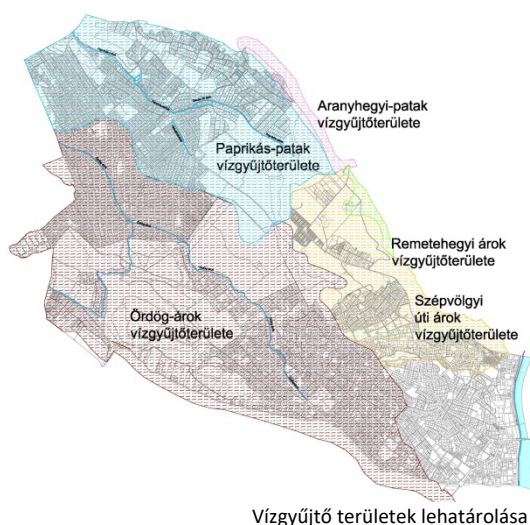 Aranyhegyi-patak
vízgyűjtőterülete
Paprikás-patak
vízgyűjtőterülete
Remetehegyi árok
vízgyűjtőterülete
Szépvölgyi
úti árok
vízgyűjtőterülete
Ördög-árok
vízgyűjtőterülete
Vízgyűjtő területek lehatárolása